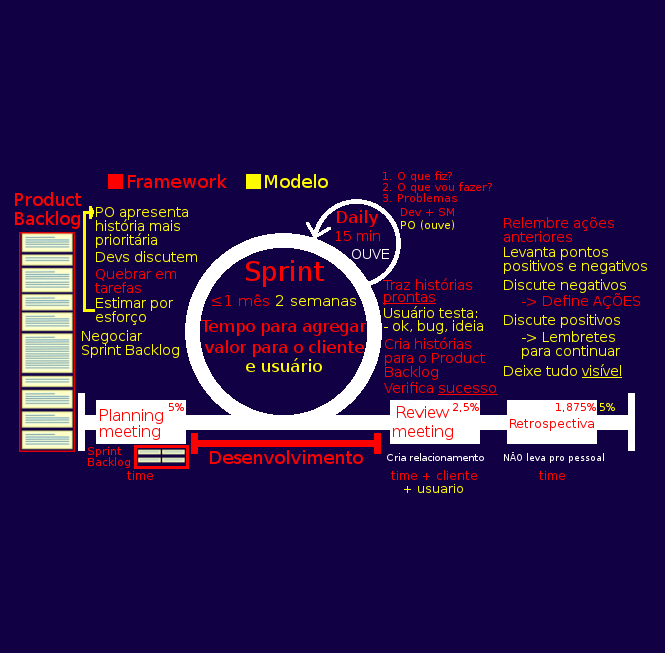 Framework
Modelo
Product
Backlog
PO apresenta
história mais
prioritária
Devs discutem
Quebrar em
tarefas
Estimar por
esforço
Negociar
Sprint Backlog
Sprint
≤1 mês 2 semanas
Tempo para agregar
valor para o cliente
e usuário
Daily
15 min
OUVE
1. O que fiz?
2. O que vou fazer?
3. Problemas
Dev + SM
PO (ouve)
Traz histórias
prontas
Usuário testa:
- ok, bug, ideia
Cria histórias
para o Product
Backlog
Verifica sucesso
Relembre ações
anteriores
Levanta pontos
positivos e negativos
Discute negativos
-> Define AÇÕES
Discute positivos
-> Lembretes
para continuar
Deixe tudo visível
5%
Planning
meeting
Sprint
Backlog
time
Desenvolvimento
2,5%
Review
meeting
Cria relacionamento
time + cliente
+ usuario
1,875% 5%
Retrospectiva
NÃO leva pro pessoal
time